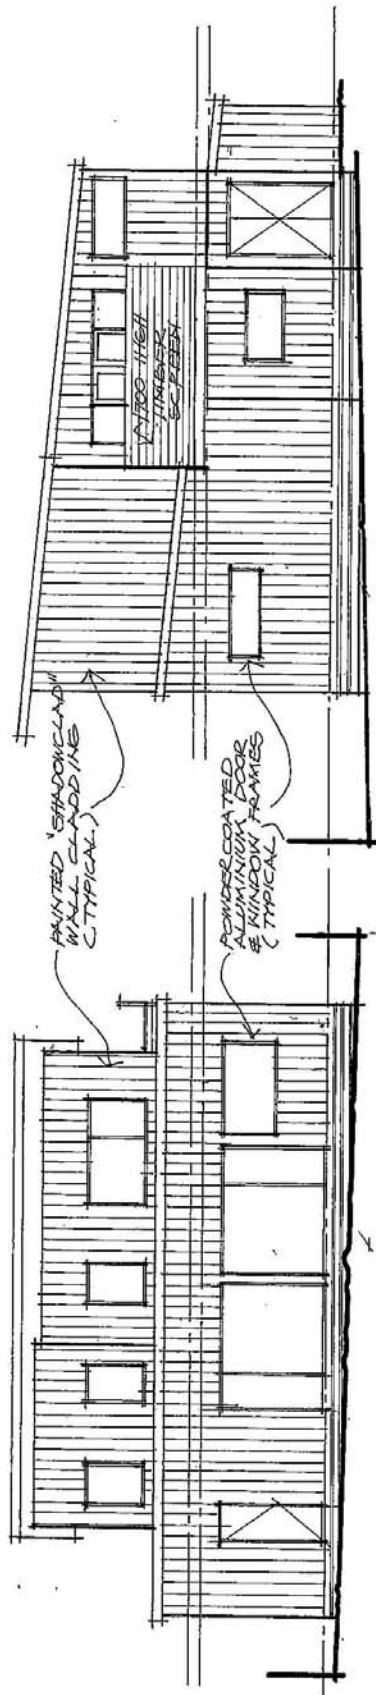 PAINTED "SHADOWCLAD"
WALL CLADDING
(TYPICAL)
POWDERCOATED
ALUMINIUM DOOR
& WINDOW FRAMES
(TYPICAL)
1700 HIGH
TIMBER
SCREEN